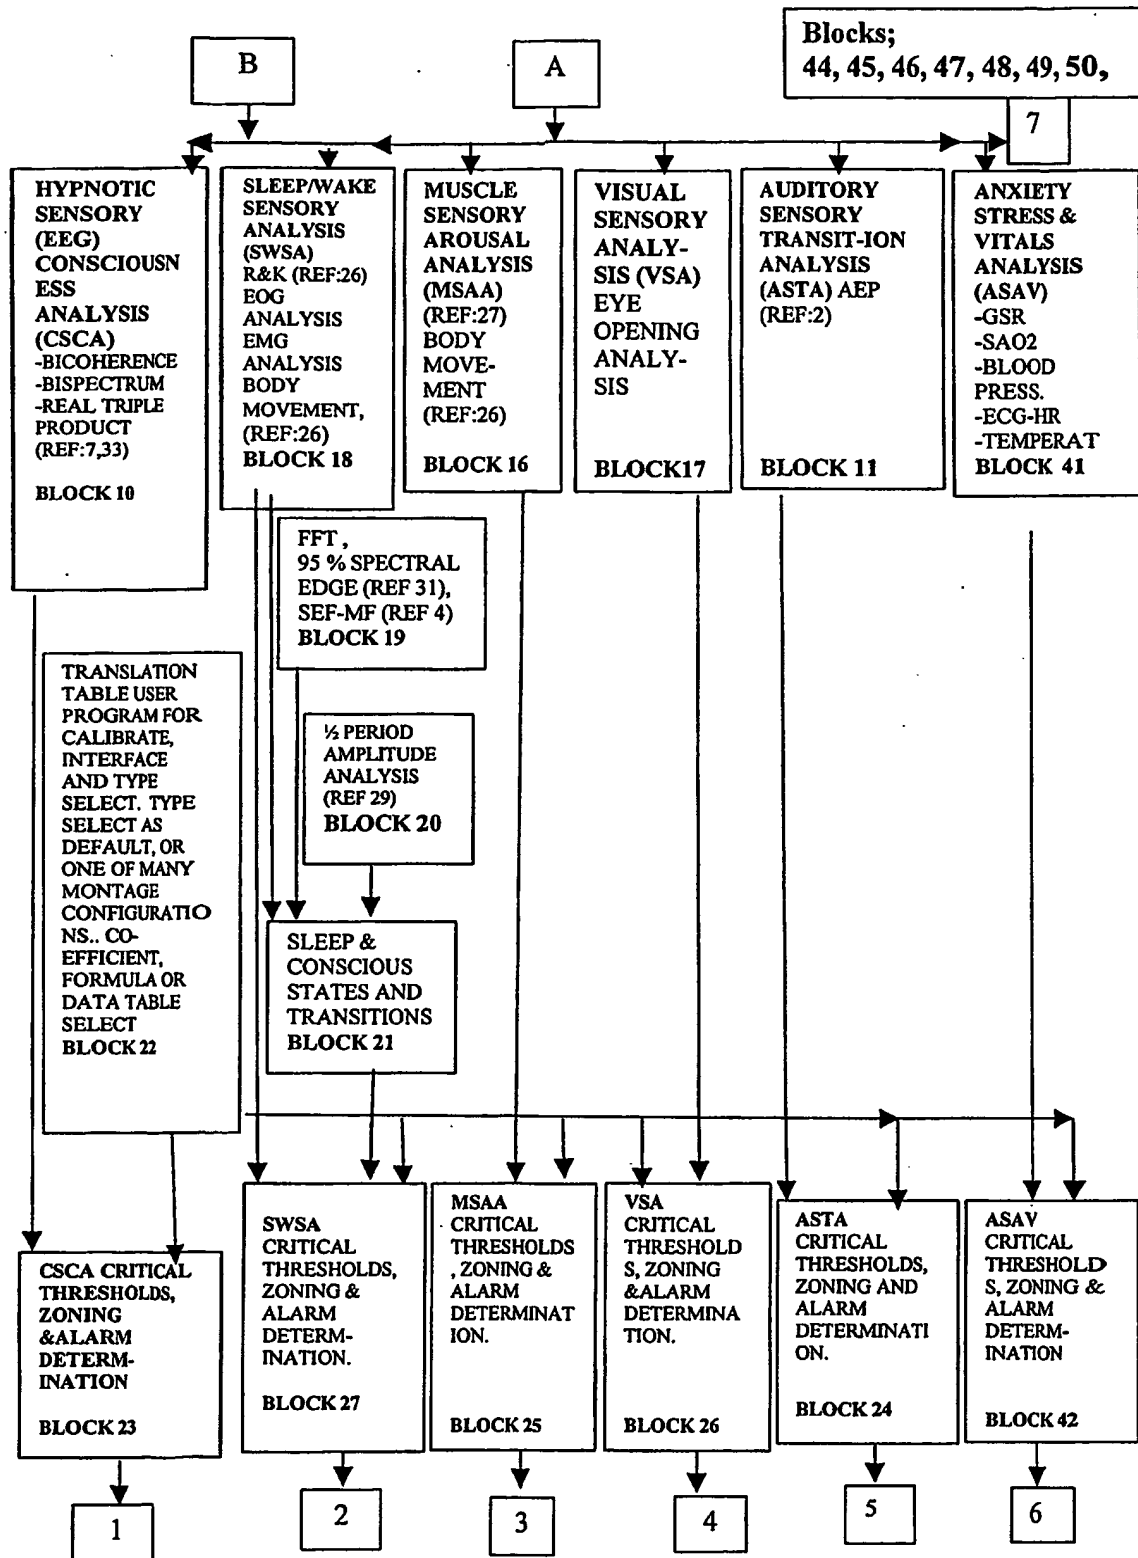 B
A
Blocks;
44, 45, 46, 47, 48, 49, 50,
7
HYPNOTIC
SENSORY
(EEG)
CONSCIOUSN
ESS
ANALYSIS
(CSCA)
-BICOHERENCE
-BISPECTRUM
-REAL TRIPLE
PRODUCT
(REF:7,33)
BLOCK 10
SLEEP/WAKE
SENSORY
ANALYSIS
(SWSA)
R&K (REF:26)
EOG
ANALYSIS
EMG
ANALYSIS
BODY
MOVEMENT,
(REF:26)
BLOCK 18
MUSCLE
SENSORY
AROUSAL
ANALYSIS
(MSAA)
(REF:27)
BODY
MOVE-
MENT
(REF:26)
BLOCK 16
VISUAL
SENSORY
ANALY-
SIS (VSA)
EYE
OPENING
ANALY-
SIS
BLOCK17
AUDITORY
SENSORY
TRANSIT-ION
ANALYSIS
(ASTA) AEP
(REF:2)
BLOCK 11
ANXIETY
STRESS &
VITALS
ANALYSIS
(ASAV)
-GSR
-SAO2
-BLOOD
PRESS.
-ECG-HR
-TEMPERAT
BLOCK 41
FFT ,
95 % SPECTRAL
EDGE (REF 31),
SEF-MF (REF 4)
BLOCK 19
TRANSLATION
TABLE USER
PROGRAM FOR
CALIBRATE,
INTERFACE
AND TYPE
SELECT. TYPE
SELECT AS
DEFAULT, OR
ONE OF MANY
MONTAGE
CONFIGURATIO
NS.. CO-
EFFICIENT,
FORMULA OR
DATA TABLE
SELECT
BLOCK 22
½ PERIOD
AMPLITUDE
ANALYSIS
(REF 29)
BLOCK 20
SLEEP &
CONSCIOUS
STATES AND
TRANSITIONS
BLOCK 21
CSCA CRITICAL
THRESHOLDS,
ZONING
&ALARM
DETERM-
INATION
BLOCK 23
SWSA
CRITICAL
THRESHOLDS,
ZONING &
ALARM
DETERM-
INATION.
BLOCK 27
MSAA
CRITICAL
THRESHOLDS
, ZONING &
ALARM
DETERMINAT
ION.
BLOCK 25
VSA
CRITICAL
THRESHOLD
S, ZONING
&ALARM
DETERMINA
TION.
BLOCK 26
ASTA
CRITICAL
THRESHOLDS,
ZONING AND
ALARM
DETERMINATI
ON.
BLOCK 24
ASAV
CRITICAL
THRESHOLD
S, ZONING &
ALARM
DETERM-
INATION
BLOCK 42
1
2
3
4
5
6